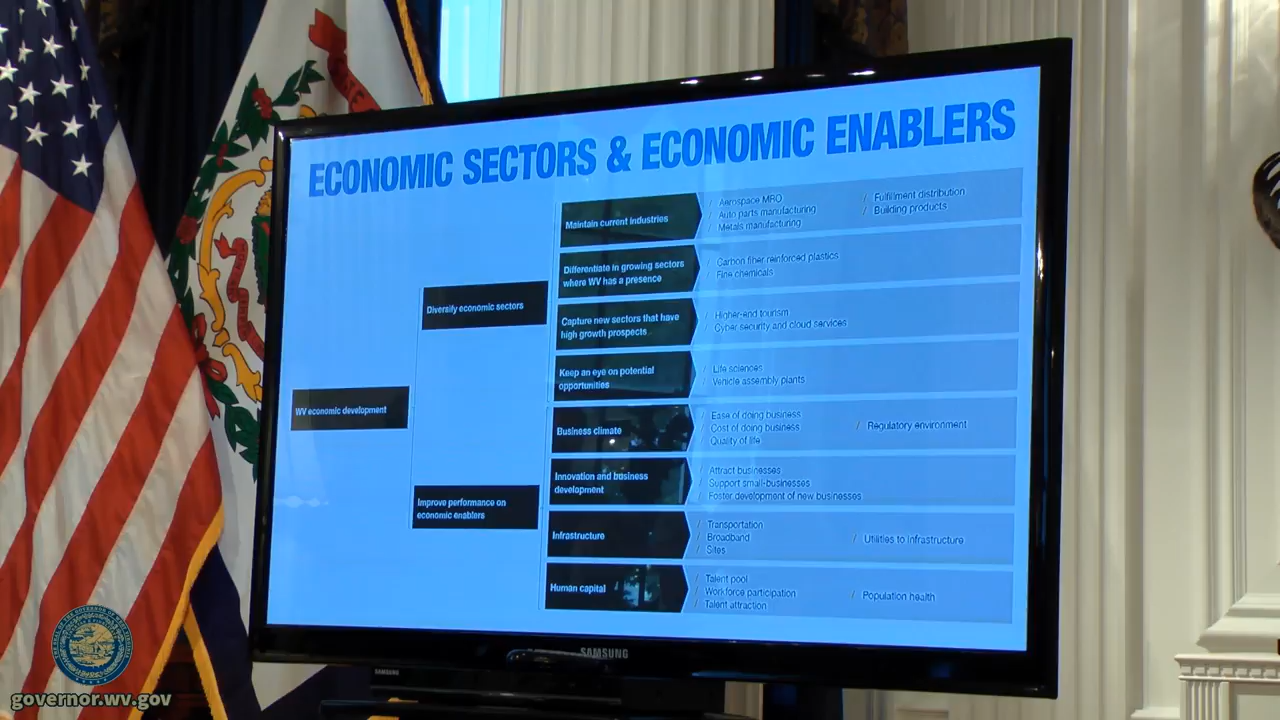 ECONOMIC SECTORS & ECONOMIC ENABLERS
WV economic development
Diversify economic sectors
Maintain current industries
/ Aerospace MRO
/ Auto parts manufacturing
/ Metals manufacturing
/ Fulfillment distribution
/ Building products
Differentiate in growing sectors
where WV has a presence
/ Carbon fiber reinforced plastics
/ Fine chemicals
Capture new sectors that have
high growth prospects
/ Higher-end tourism
/ Cyber security and cloud services
Keep an eye on potential
opportunities
/ Life sciences
/ Vehicle assembly plants
Improve performance on
economic enablers
Business climate
/ Ease of doing business
/ Cost of doing business
/ Quality of life
/ Regulatory environment
Innovation and business
development
/ Attract businesses
/ Support small-businesses
/ Foster development of new businesses
Infrastructure
/ Transportation
/ Broadband
/ Sites
/ Utilities to infrastructure
Human capital
/ Talent pool
/ Workforce participation
/ Talent attraction
/ Population health
SAMSUNG
SAMSUNG
governor.wv.gov